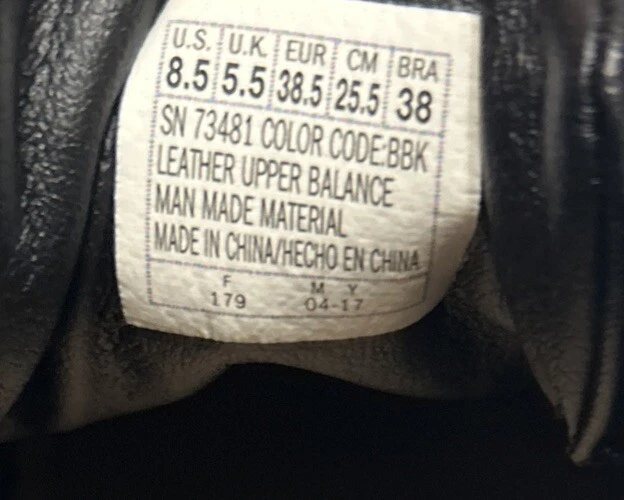 U.S. U.K. EUR CM BRA
8.5 5.5 38.5 25.5 38
SN 73481 COLOR CODE:BBK
LEATHER UPPER BALANCE
MAN MADE MATERIAL
MADE IN CHINA/HECHO EN CHINA
F M Y
179 04-17